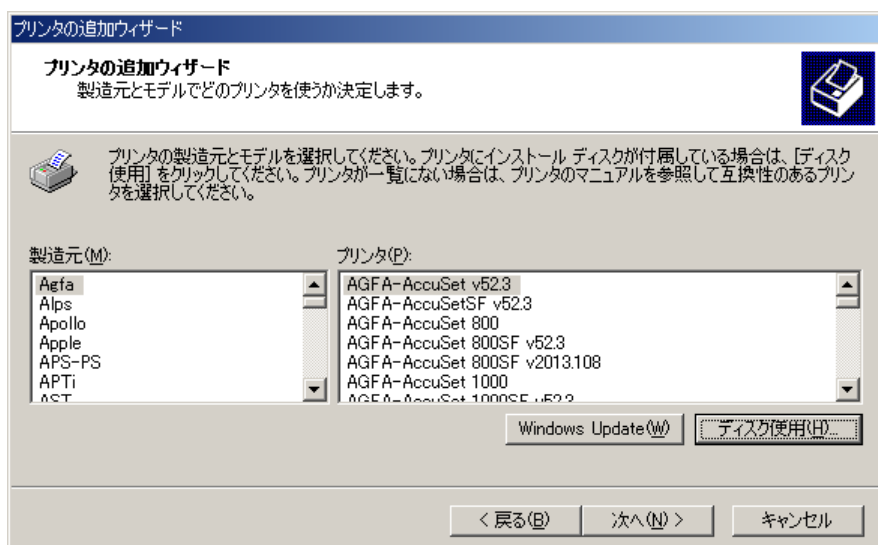 プリンタの追加ウィザード
プリンタの追加ウィザード
製造元とモデルでどのプリンタを使うか決定します。
プリンタの製造元とモデルを選択してください。プリンタにインストール ディスクが付属している場合は、[ディスク
使用] をクリックしてください。プリンタが一覧にない場合は、プリンタのマニュアルを参照して互換性のあるプリン
タを選択してください。
製造元(M):
Agfa
Alps
Apollo
Apple
APS-PS
APTi
AST
プリンタ(P):
AGFA-AccuSet v52.3
AGFA-AccuSetSF v52.3
AGFA-AccuSet 800
AGFA-AccuSet 800SF v52.3
AGFA-AccuSet 800SF v2013.108
AGFA-AccuSet 1000
AGFA-AccuSet 1000SF v52.3
Windows Update(W)
ディスク使用(H)...
< 戻る(B)
次へ(N) >
キャンセル